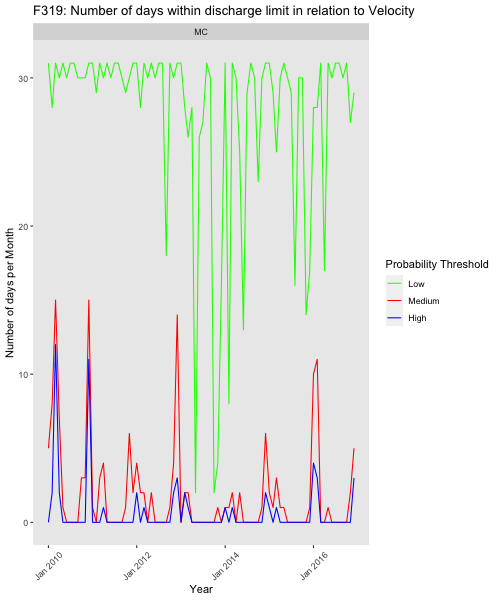 F319: Number of days within discharge limit in relation to Velocity
MC
Number of days per Month
30
20
10
0
Jan 2010
Jan 2012
Jan 2014
Jan 2016
Year
Probability Threshold
Low
Medium
High